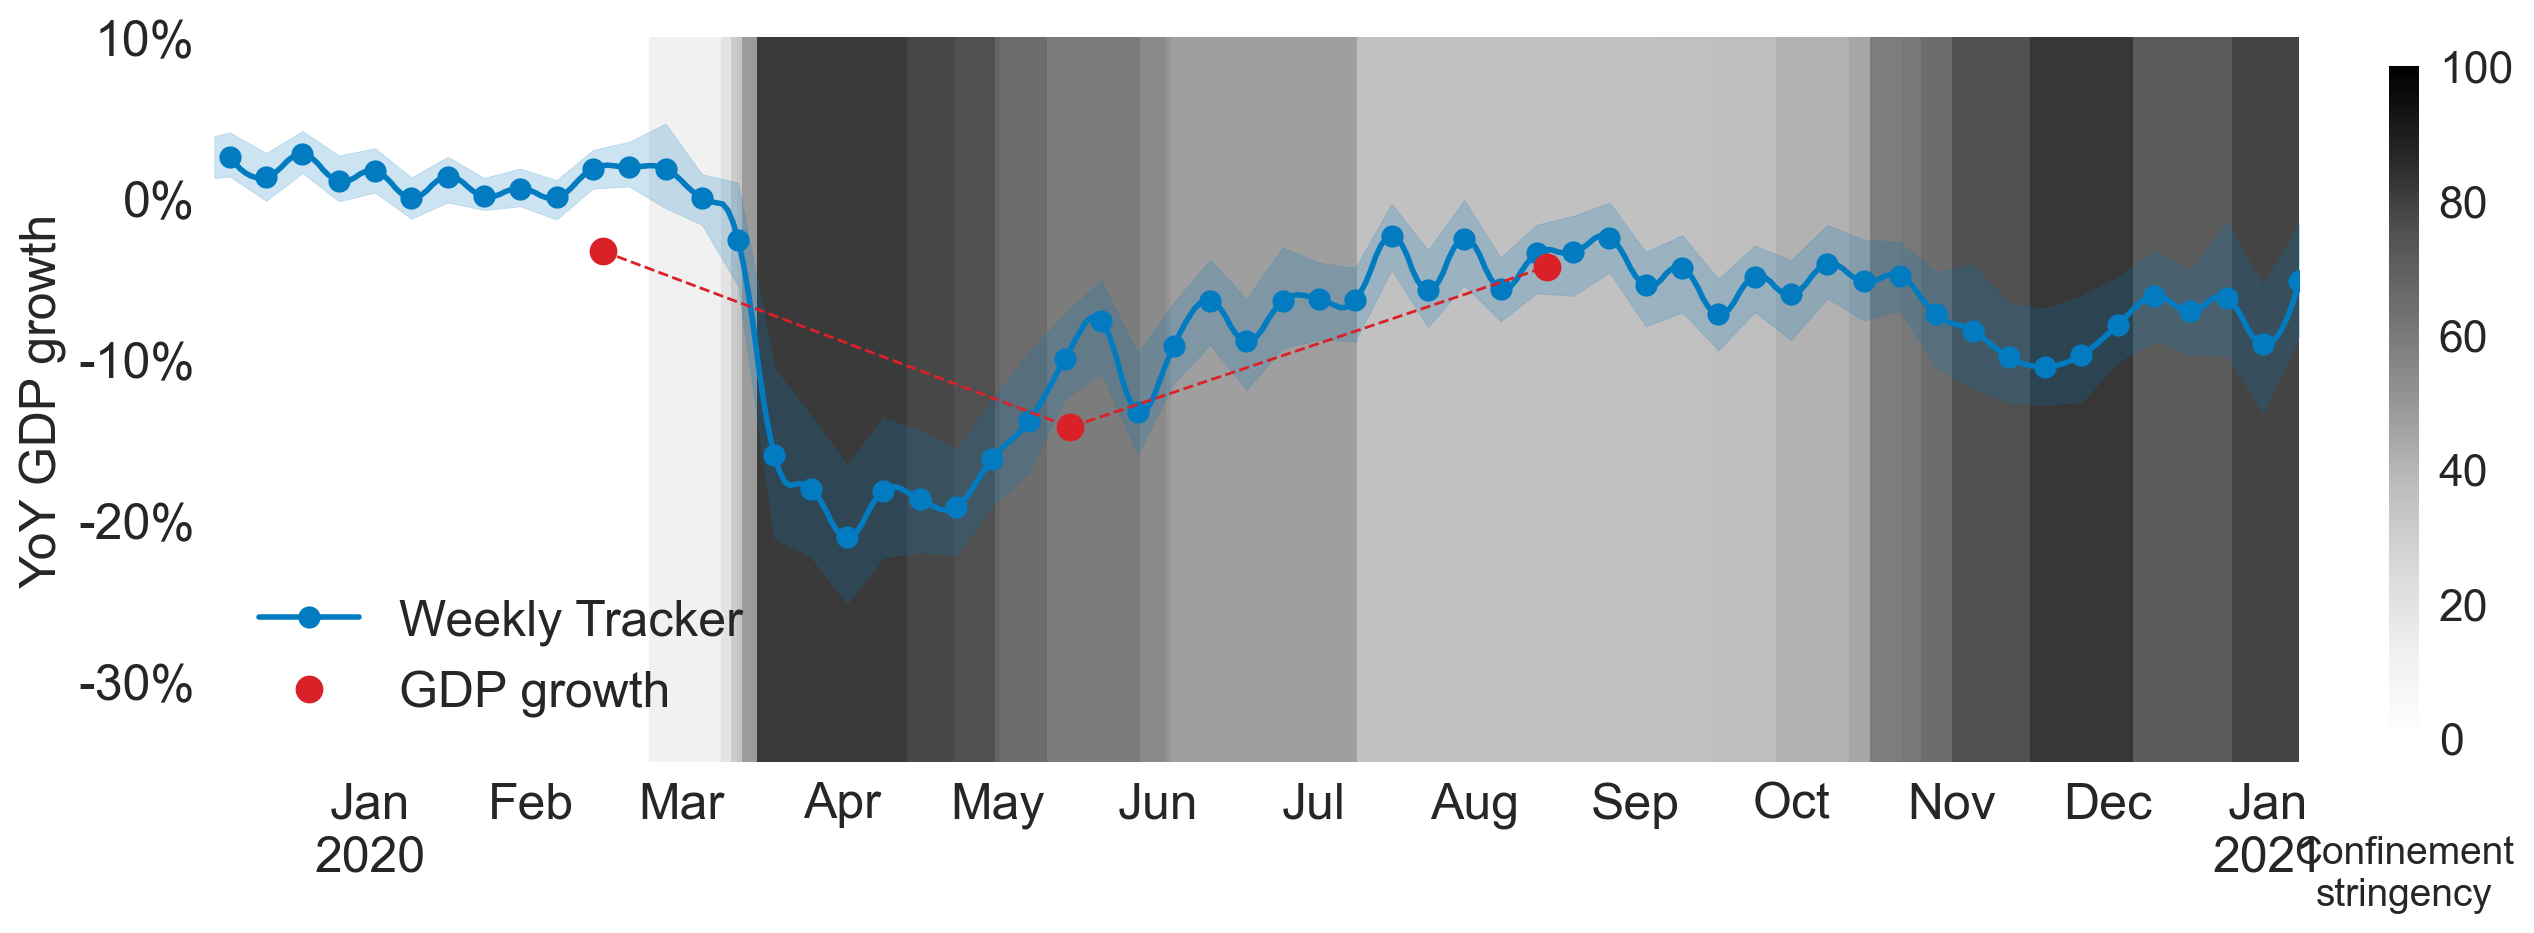 10%
0%
-10%
-20%
-30%
YoY GDP growth
Weekly Tracker
GDP growth
Jan
2020
Feb
Mar
Apr
May
Jun
Jul
Aug
Sep
Oct
Nov
Dec
Jan
2021
100
80
60
40
20
0
Confinement
stringency